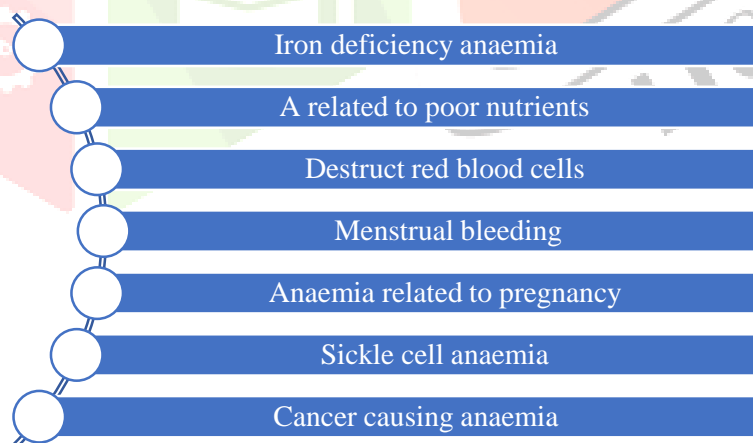 Iron deficiency anaemia
A related to poor nutrients
Destruct red blood cells
Menstrual bleeding
Anaemia related to pregnancy
Sickle cell anaemia
Cancer causing anaemia